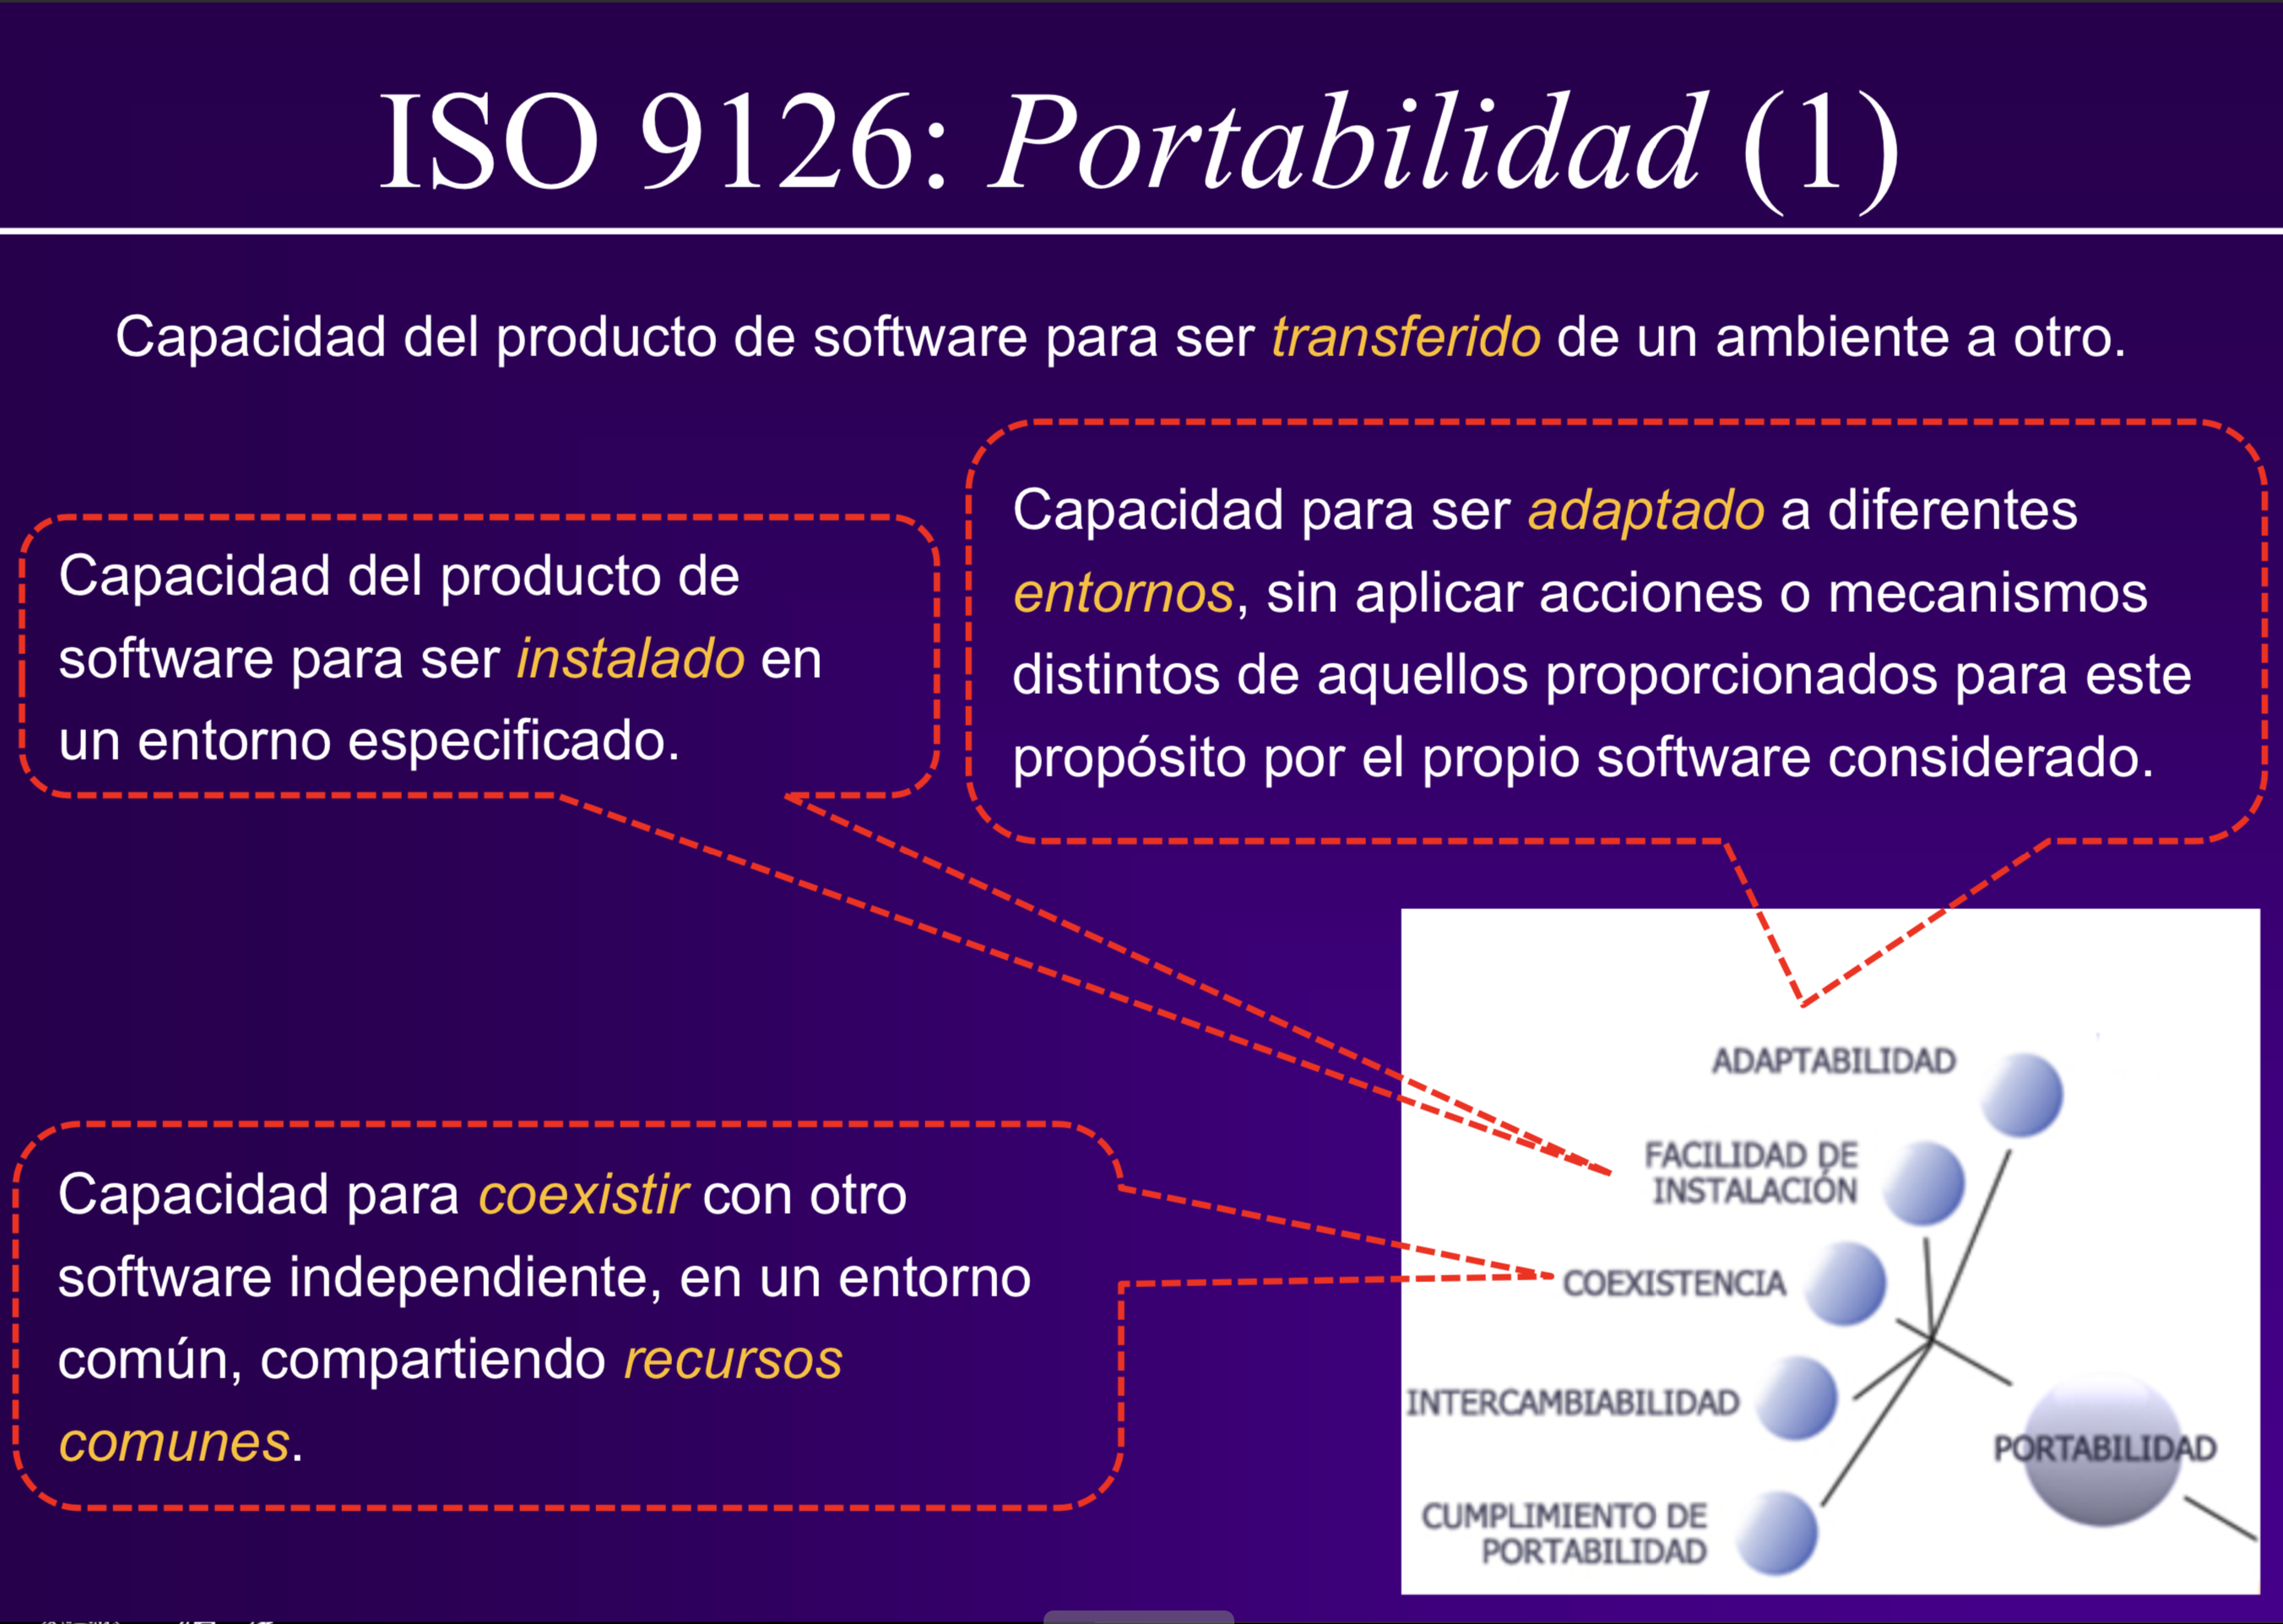 ISO 9126: Portabilidad (1)
Capacidad del producto de software para ser transferido de un ambiente a otro.
Capacidad del producto de
software para ser instalado en
un entorno especificado.
Capacidad para ser adaptado a diferentes
entornos, sin aplicar acciones o mecanismos
distintos de aquellos proporcionados para este
propósito por el propio software considerado.
Capacidad para coexistir con otro
software independiente, en un entorno
común, compartiendo recursos
comunes.
ADAPTABILIDAD
FACILIDAD DE
INSTALACIÓN
COEXISTENCIA
INTERCAMBIABILIDAD
PORTABILIDAD
CUMPLIMIENTO DE
PORTABILIDAD